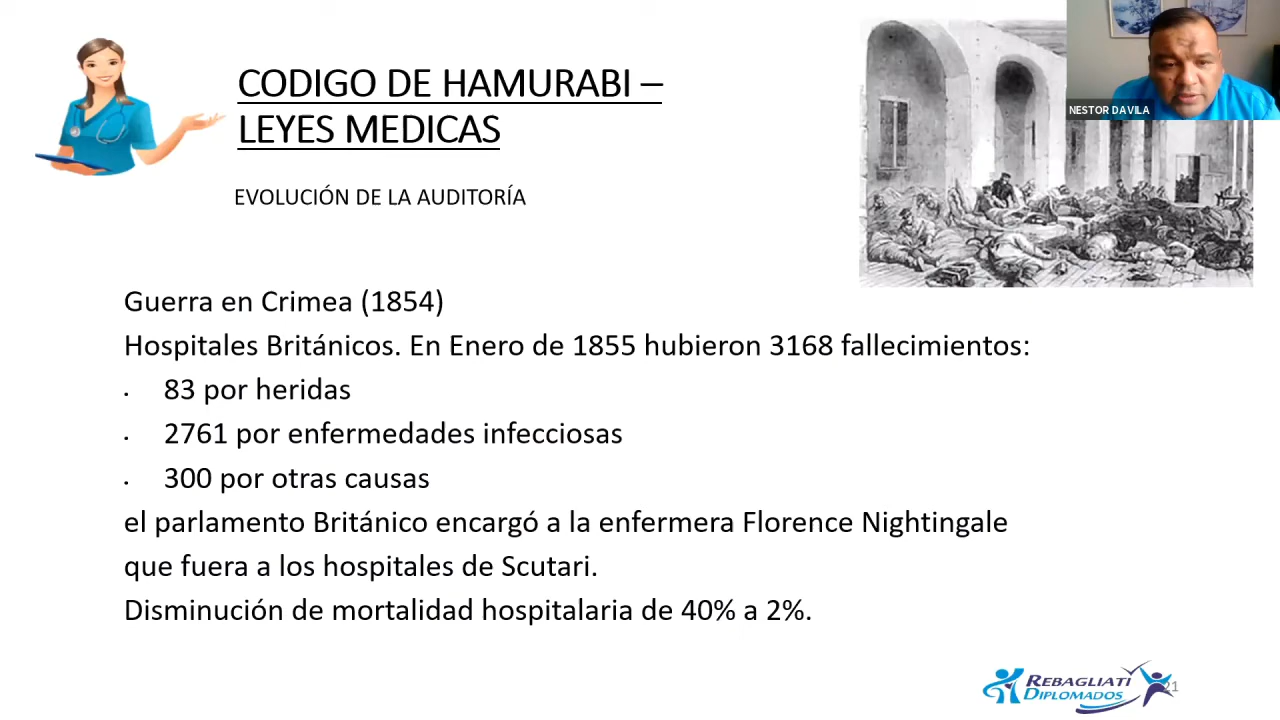 CODIGO DE HAMURABI –
LEYES MEDICAS
EVOLUCIÓN DE LA AUDITORÍA
NESTOR DAVILA
Guerra en Crimea (1854)
Hospitales Británicos. En Enero de 1855 hubieron 3168 fallecimientos:
· 83 por heridas
· 2761 por enfermedades infecciosas
· 300 por otras causas
el parlamento Británico encargó a la enfermera Florence Nightingale
que fuera a los hospitales de Scutari.
Disminución de mortalidad hospitalaria de 40% a 2%.
REBAGLIATI
DIPLOMADOS
21